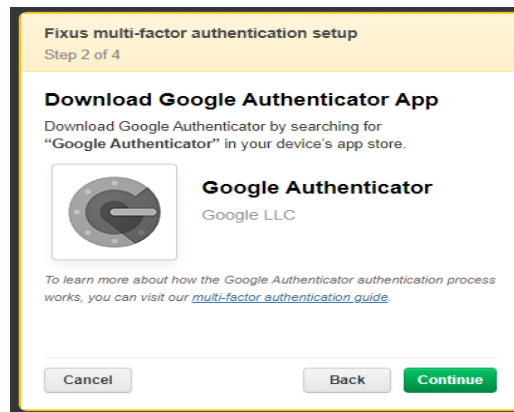 Fixus multi-factor authentication setup
Step 2 of 4
Download Google Authenticator App
Download Google Authenticator by searching for
“Google Authenticator” in your device’s app store.
Google Authenticator
Google LLC
To learn more about how the Google Authenticator authentication process
works, you can visit our multi-factor authentication guide.
Cancel
Back
Continue